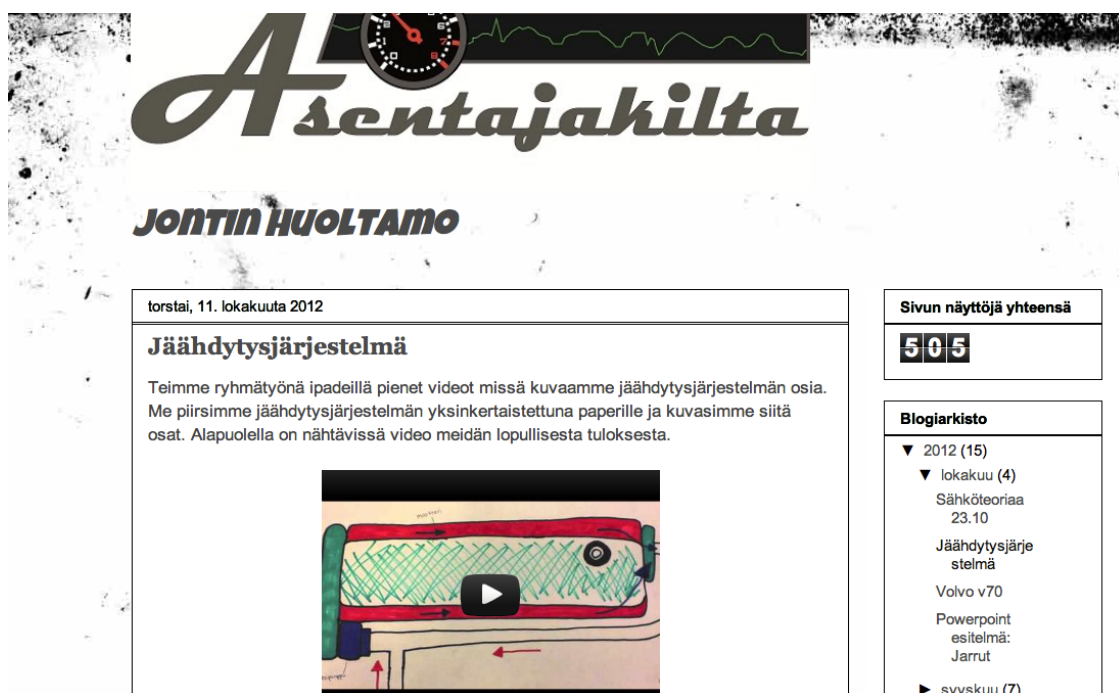 Asentajakilta
JONTIN HUOLTAMO
torstai, 11. lokakuuta 2012
Jäähdytysjärjestelmä
Teimme ryhmätyönä ipadeillä pienet videot missä kuvaamme jäähdytysjärjestelmän osia.
Me piirsimme jäähdytysjärjestelmän yksinkertaistettuna paperille ja kuvasimme siitä
osat. Alapuolella on nähtävissä video meidän lopullisesta tuloksesta.
Sivun näyttöjä yhteensä
505
Blogiarkisto
▼ 2012 (15)
▼ lokakuu (4)
Sähköteoriaa
23.10
Jäähdytysjärje
stelmä
Volvo v70
Powerpoint
esitelmä:
Jarrut
► syyskuu (7)